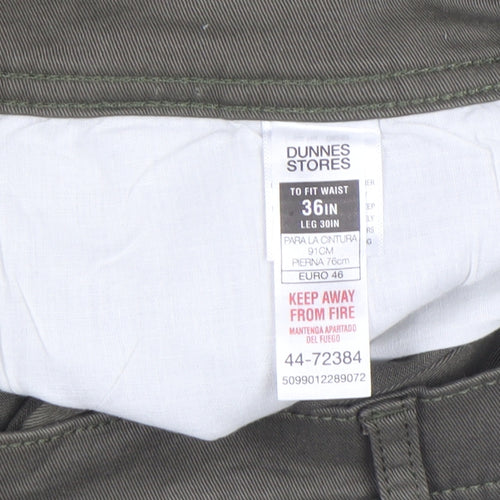 DUNNES
STORES
TO FIT WAIST
36IN
LEG 30IN
PARA LA CINTURA
91CM
PIERNA 76cm
EURO 46
KEEP AWAY
FROM FIRE
MANTENGA APARTADO
DEL FUEGO
44-72384
5099012289072